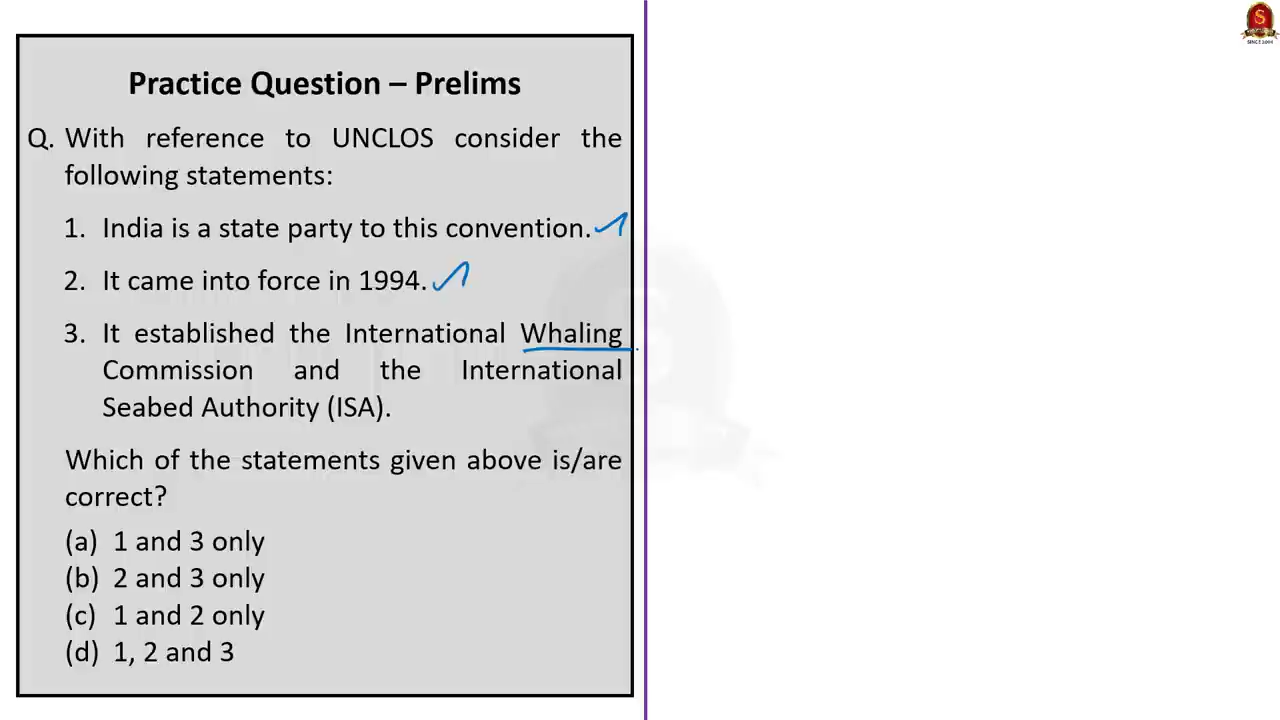 Practice Question – Prelims
Q. With reference to UNCLOS consider the
following statements:
1. India is a state party to this convention.
2. It came into force in 1994.
3. It established the International Whaling
Commission and the International
Seabed Authority (ISA).
Which of the statements given above is/are
correct?
(a) 1 and 3 only
(b) 2 and 3 only
(c) 1 and 2 only
(d) 1, 2 and 3
S
SINCE 2004